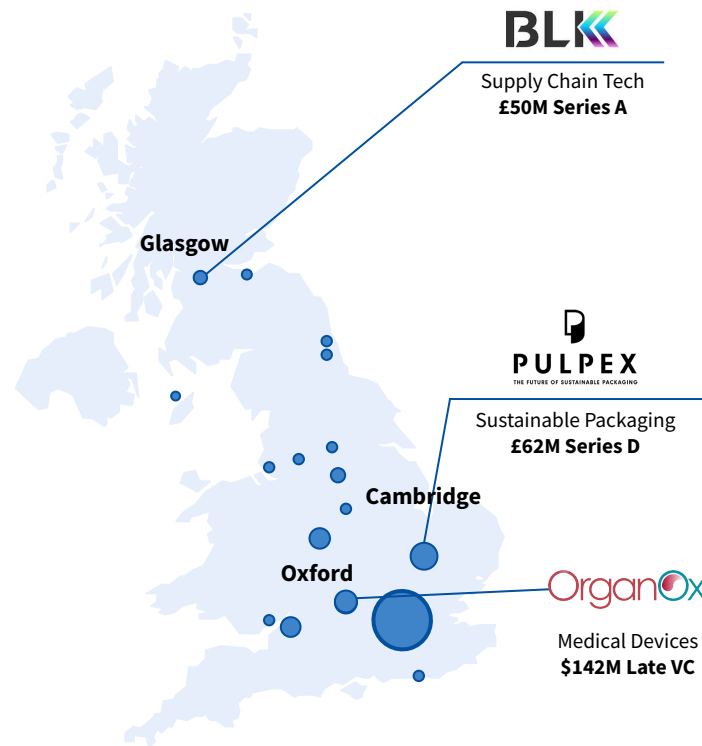 BLK
Supply Chain Tech
£50M Series A
Glasgow
PULPEX
THE FUTURE OF SUSTAINABLE PACKAGING
Sustainable Packaging
£62M Series D
Cambridge
Oxford
OrganOx
Medical Devices
$142M Late VC